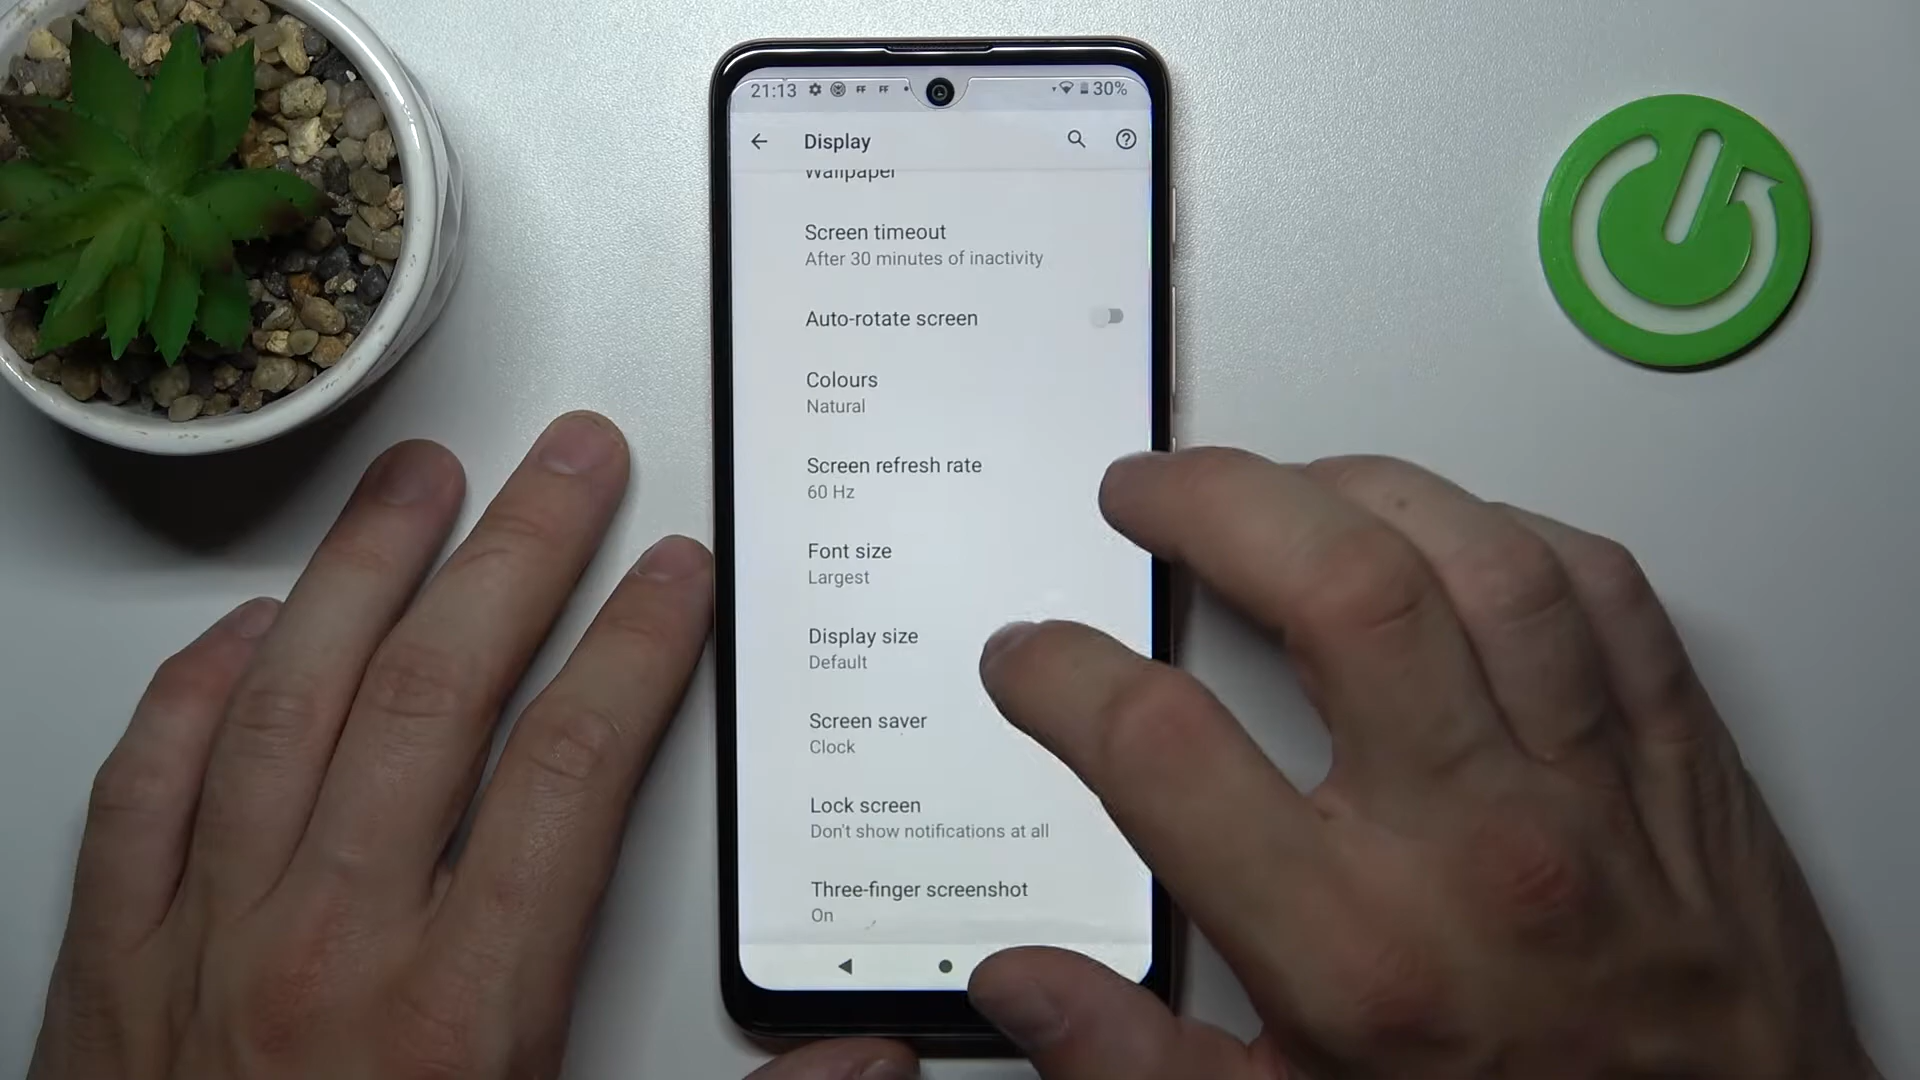 21:13 30%
Display
Wallpaper
Screen timeout
After 30 minutes of inactivity
Auto-rotate screen
Colours
Natural
Screen refresh rate
60 Hz
Font size
Largest
Display size
Default
Screen saver
Clock
Lock screen
Don't show notifications at all
Three-finger screenshot
On